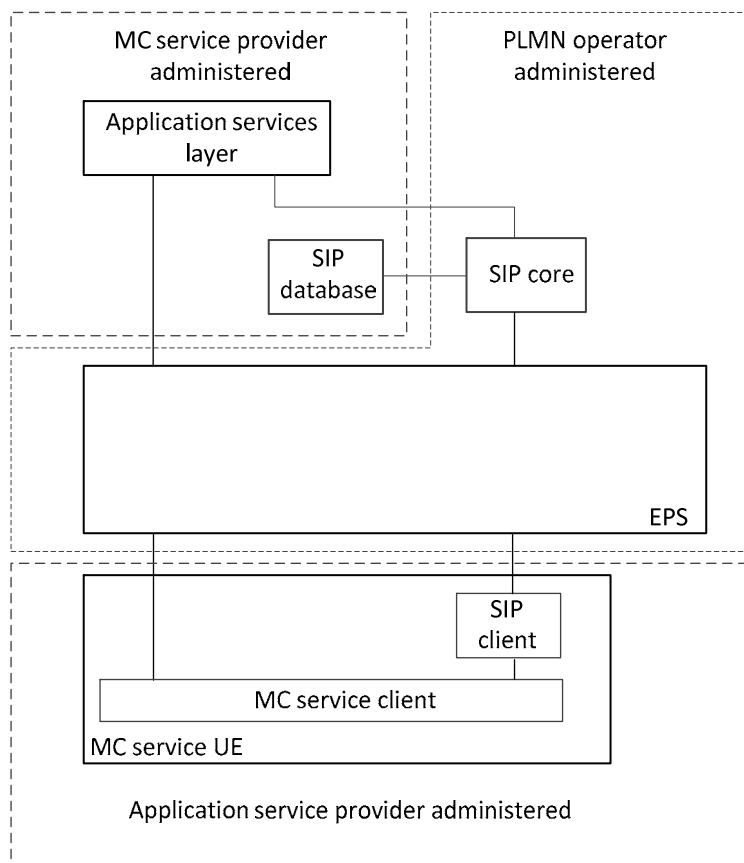 MC service provider
administered
PLMN operator
administered
Application services
layer
SIP
database
SIP core
EPS
SIP
client
MC service client
MC service UE
Application service provider administered